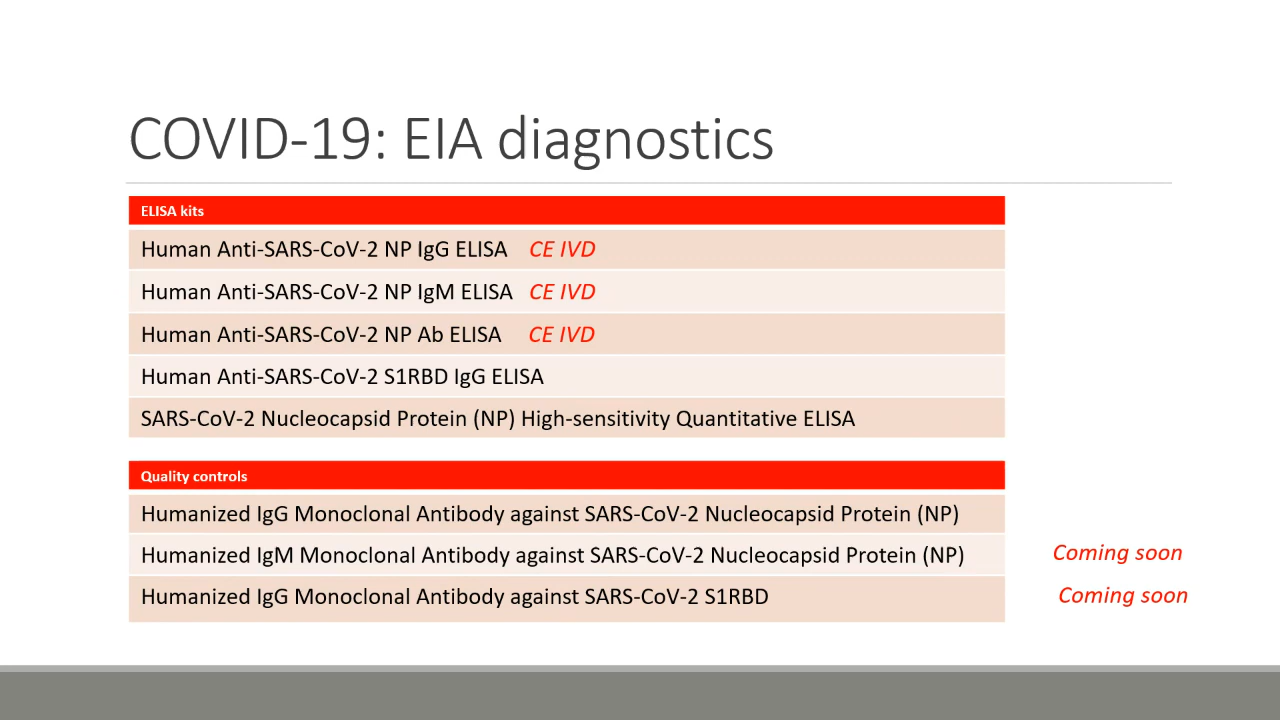 COVID-19: EIA diagnostics
ELISA kits
Human Anti-SARS-CoV-2 NP IgG ELISA CE IVD
Human Anti-SARS-CoV-2 NP IgM ELISA CE IVD
Human Anti-SARS-CoV-2 NP Ab ELISA CE IVD
Human Anti-SARS-CoV-2 S1RBD IgG ELISA
SARS-CoV-2 Nucleocapsid Protein (NP) High-sensitivity Quantitative ELISA
Quality controls
Humanized IgG Monoclonal Antibody against SARS-CoV-2 Nucleocapsid Protein (NP)
Humanized IgM Monoclonal Antibody against SARS-CoV-2 Nucleocapsid Protein (NP) Coming soon
Humanized IgG Monoclonal Antibody against SARS-CoV-2 S1RBD Coming soon